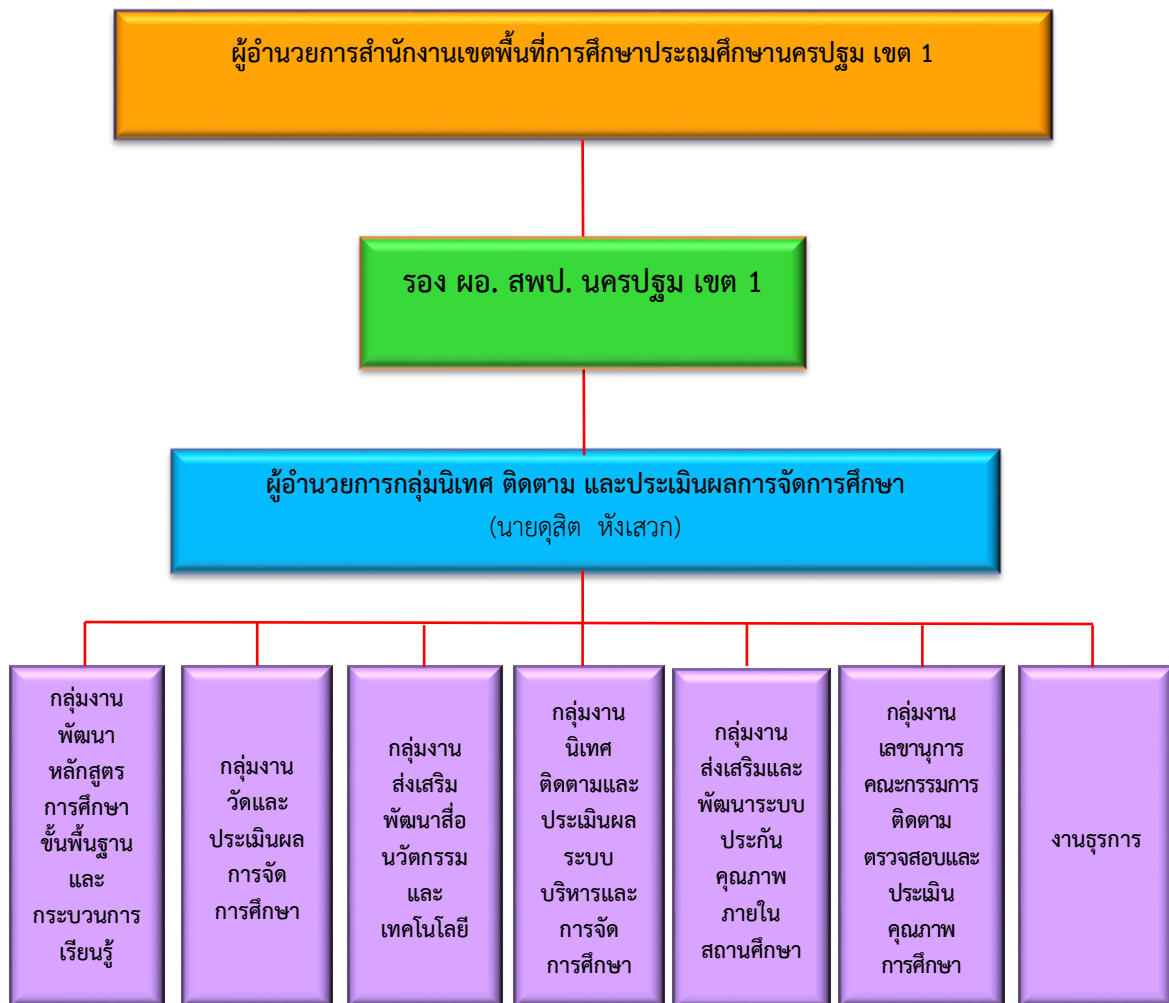 ผู้อำนวยการสำนักงานเขตพื้นที่การศึกษาประถมศึกษานครปฐม เขต 1
รอง ผอ. สพป. นครปฐม เขต 1
ผู้อำนวยการกลุ่มนิเทศ ติดตาม และประเมินผลการจัดการศึกษา
(นายดุสิต หังเสวก)
กลุ่มงาน
พัฒนา
หลักสูตร
การศึกษา
ขั้นพื้นฐาน
และ
กระบวนการ
เรียนรู้
กลุ่มงาน
วัดและ
ประเมินผล
การจัด
การศึกษา
กลุ่มงาน
ส่งเสริม
พัฒนาสื่อ
นวัตกรรม
และ
เทคโนโลยี
กลุ่มงาน
นิเทศ
ติดตามและ
ประเมินผล
ระบบ
บริหารและ
การจัด
การศึกษา
กลุ่มงาน
ส่งเสริมและ
พัฒนาระบบ
ประกัน
คุณภาพ
ภายใน
สถานศึกษา
กลุ่มงาน
เลขานุการ
คณะกรรมการ
ติดตาม
ตรวจสอบและ
ประเมิน
คุณภาพ
การศึกษา
งานธุรการ